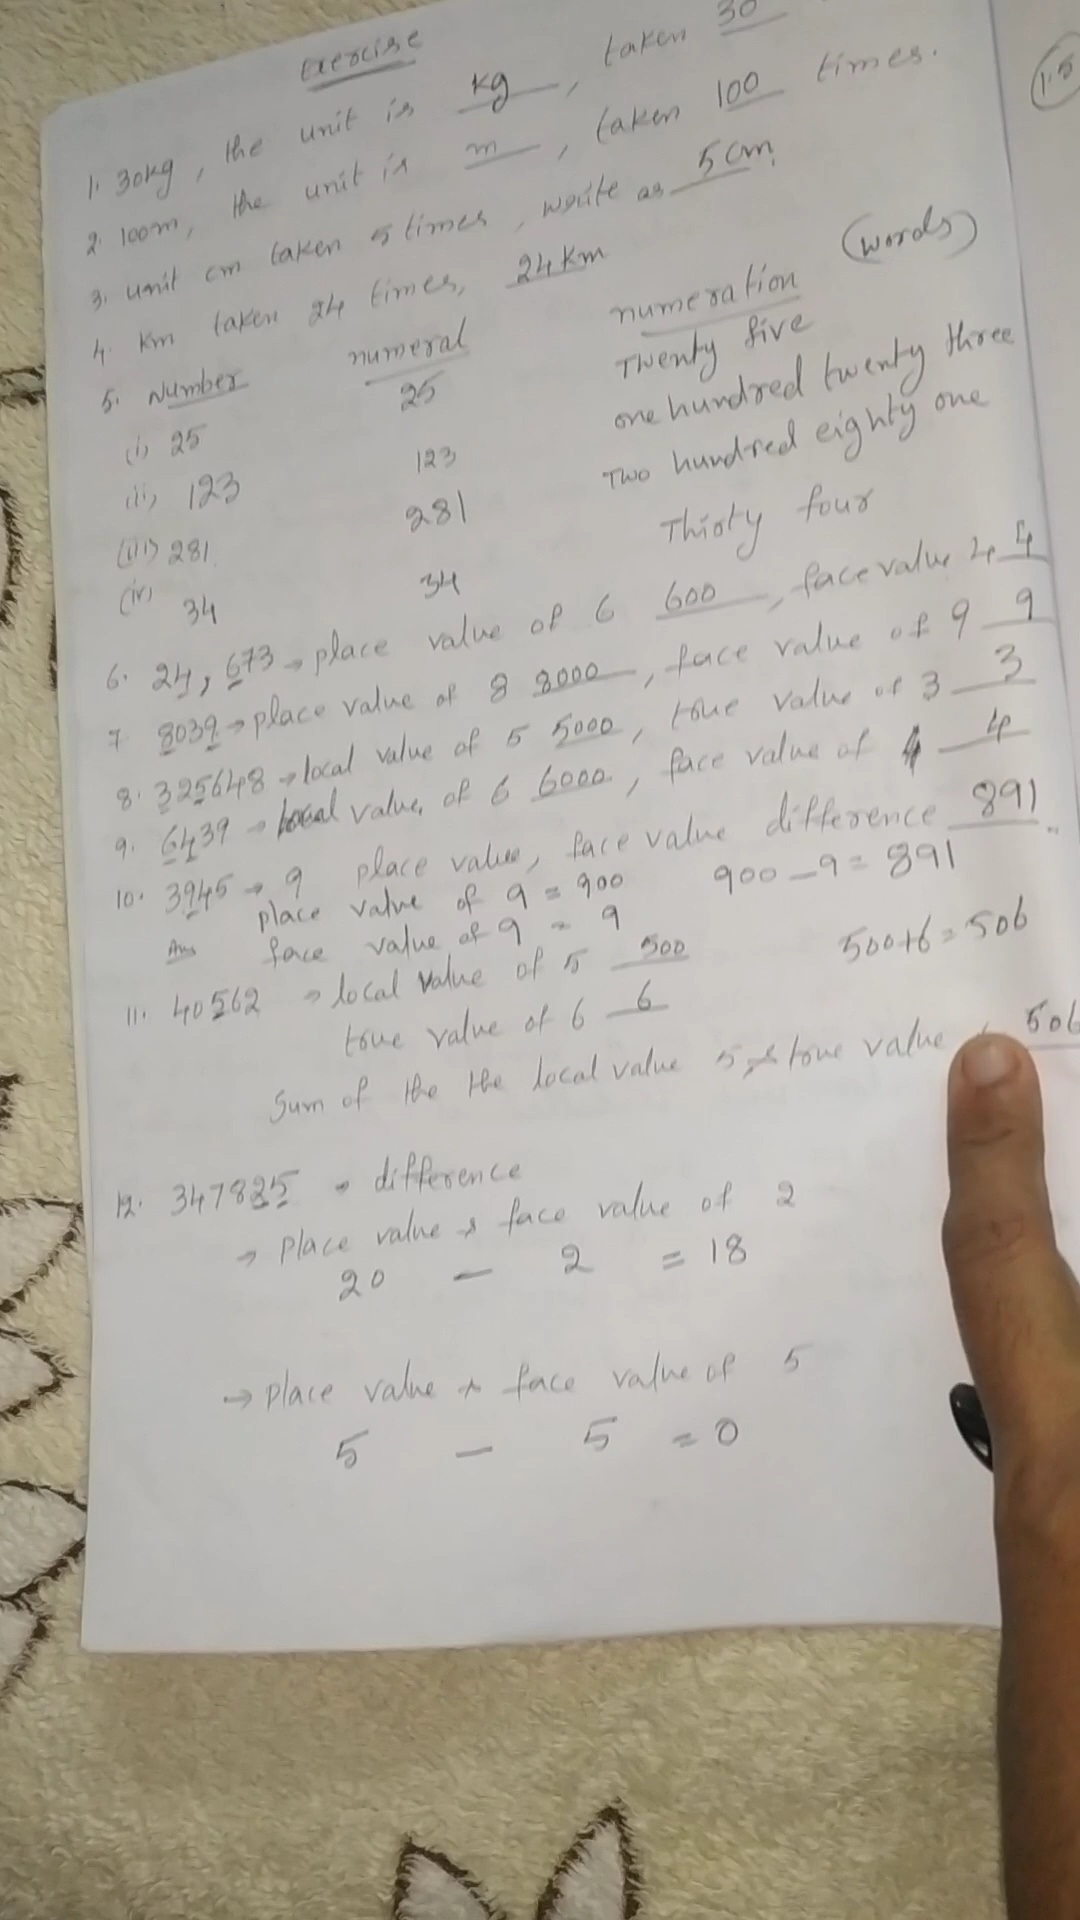 Exercise
1. 30kg, the unit is kg, taken 30
2. 100m, the unit is m, taken 100 times.
3. unit cm taken 5 times, write as 5cm.
4. km taken 24 times, 24km
5. Number numeral numeration (words)
(i) 25 25 Twenty five
(ii) 123 123 one hundred twenty three
(iii) 281. 281 Two hundred eighty one
(iv) 34 34 Thirty four
6. 24,673 → place value of 6 600, face value 4 4
7. 8039 → place value of 8 8000, face value of 9 9
8. 325648 → local value of 5 5000, true value of 3 3
9. 6439 → local value of 6 6000, face value of 4 4
10. 3945 → 9 place value, face value difference 891.
Ans place value of 9 = 900 900 - 9 = 891
face value of 9 = 9
11. 40562 → local value of 5 500 500+6=506
true value of 6 6
Sum of the the local value 5 & true value 506
12. 347825 → difference
→ Place value & face value of 2
20 - 2 = 18
→ place value & face value of 5
5 - 5 = 0
1.5